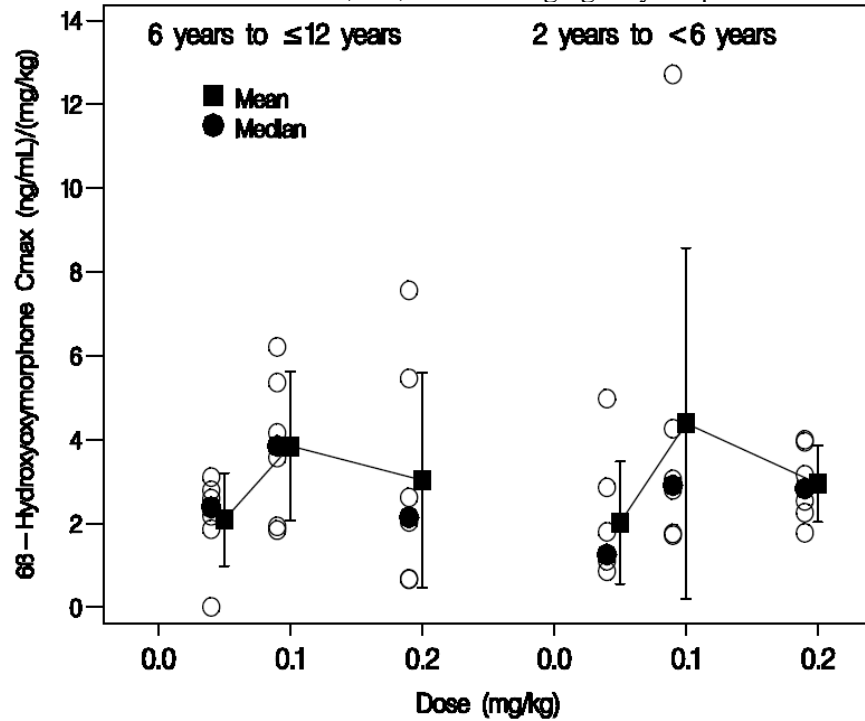 6 years to ≤12 years
2 years to <6 years
Mean
Median
6ß–Hydroxyoxymorphone Cmax (ng/mL)/(mg/kg)
14
12
10
8
6
4
2
0
0.0 0.1 0.2 0.0 0.1 0.2
Dose (mg/kg)